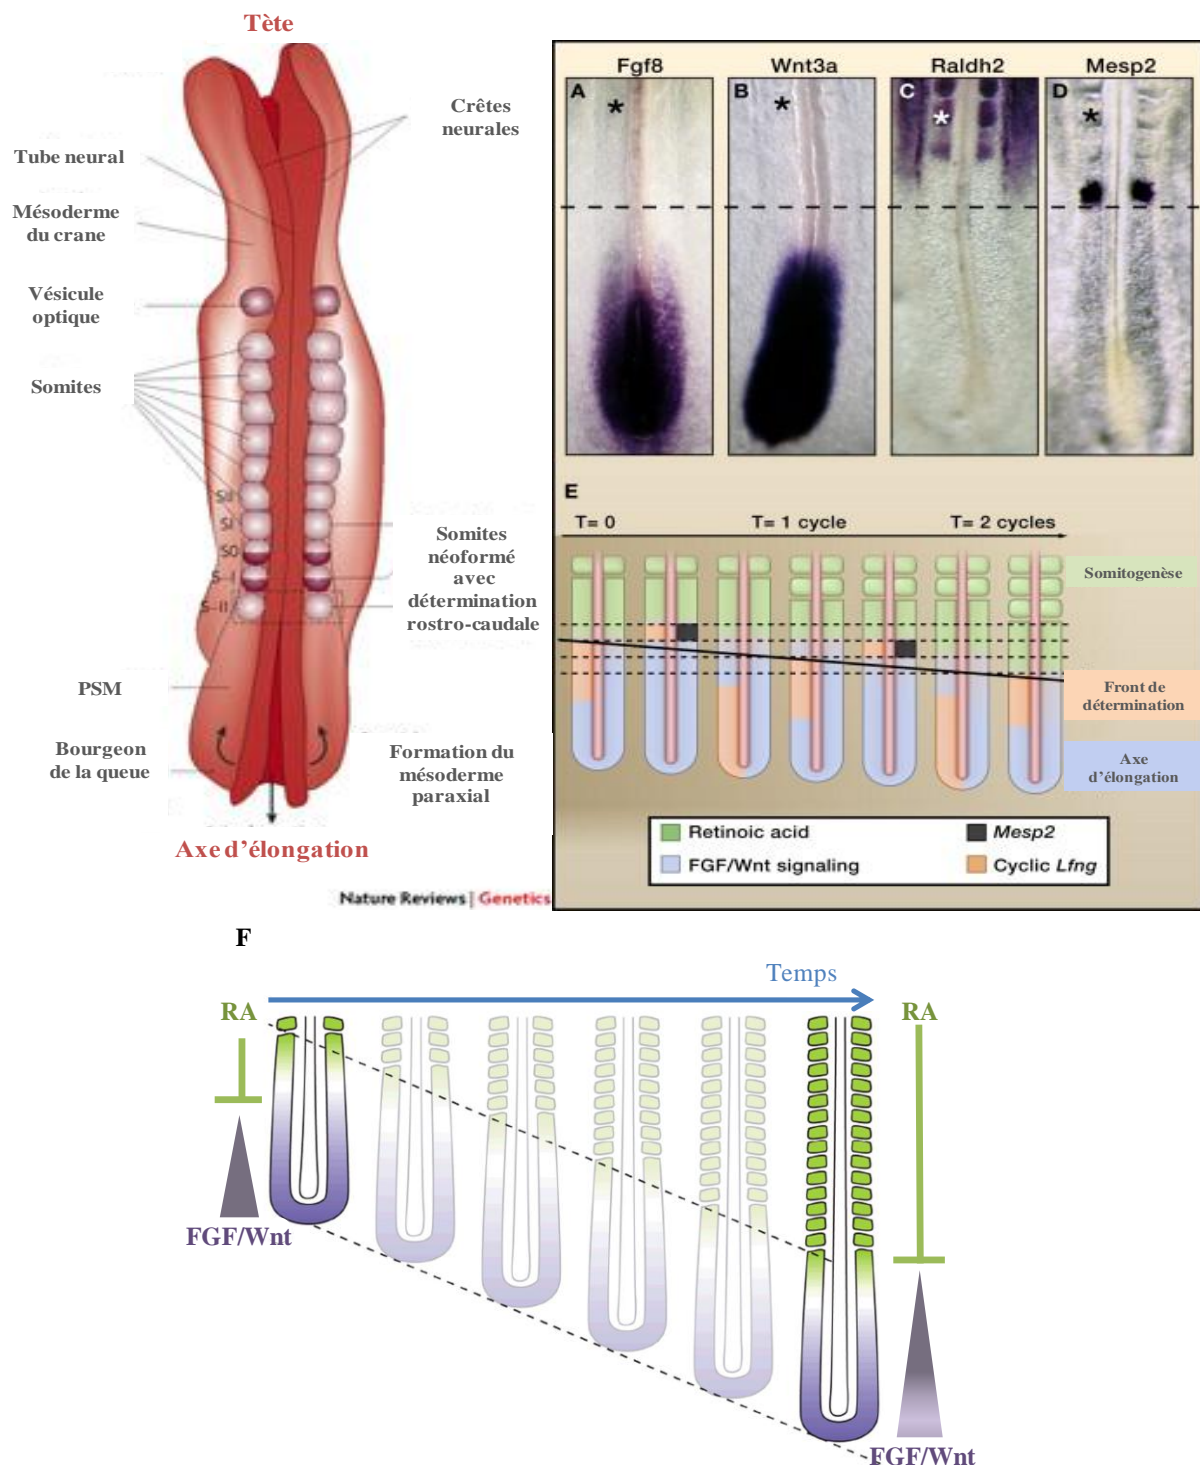 Tète
Crêtes
neurales
Tube neural
Mésoderme
du crane
Vésicule
optique
Somites
SII
SI
S0
S-I
S-II
Somites
néoformé
avec
détermination
rostro-caudale
PSM
Bourgeon
de la queue
Formation du
mésoderme
paraxial
Axe d'élongation
Nature Reviews | Genetics
Fgf8
Wnt3a
Raldh2
Mesp2
A
B
C
D
*
*
*
*
E
T= 0
T= 1 cycle
T= 2 cycles
Somitogenèse
Front de
détermination
Axe
d'élongation
Retinoic acid
Mesp2
FGF/Wnt signaling
Cyclic Lfng
F
Temps
RA
RA
FGF/Wnt
FGF/Wnt